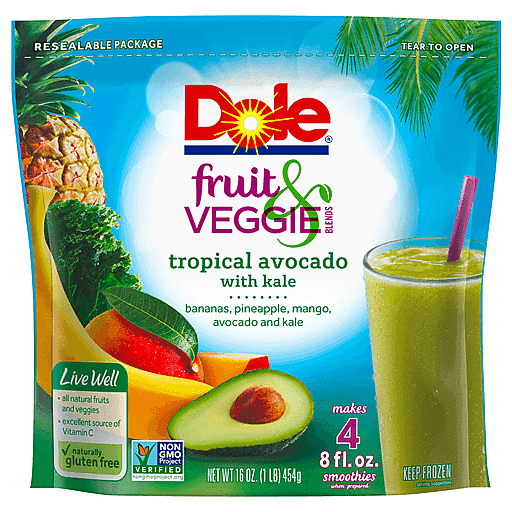 RESEALABLE PACKAGE
TEAR TO OPEN
Dole®
fruit &
VEGGIE
BLENDS
tropical avocado
with kale
bananas, pineapple, mango,
avocado and kale
Live Well
• all natural fruits
and veggies
• excellent source of
Vitamin C
naturally
gluten free
NON
GMO
Project
VERIFIED
nongmoproject.org
NET WT 16 OZ. (1 LB) 454g
makes
4
8 fl. oz.
smoothies
when prepared
KEEP FROZEN
serving suggestion